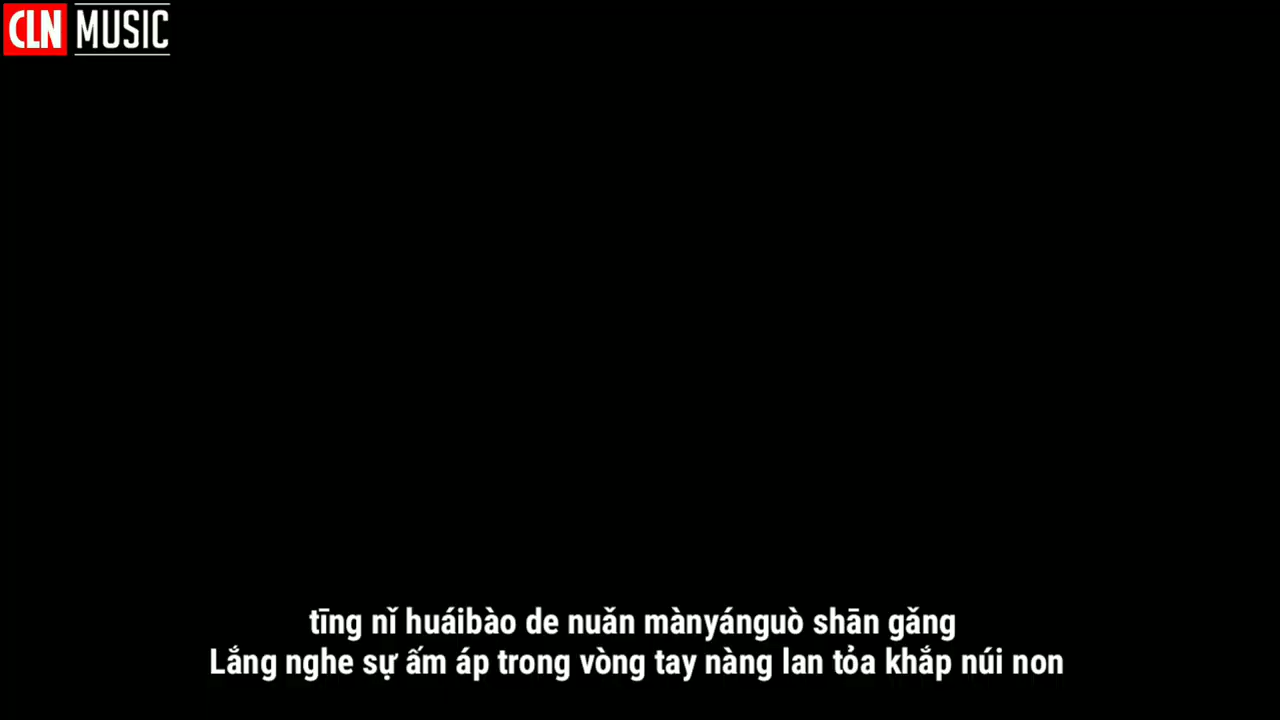 CLN MUSIC
tīng nǐ huáibào de nuǎn mànyánguò shān gǎng
Lắng nghe sự ấm áp trong vòng tay nàng lan tỏa khắp núi non